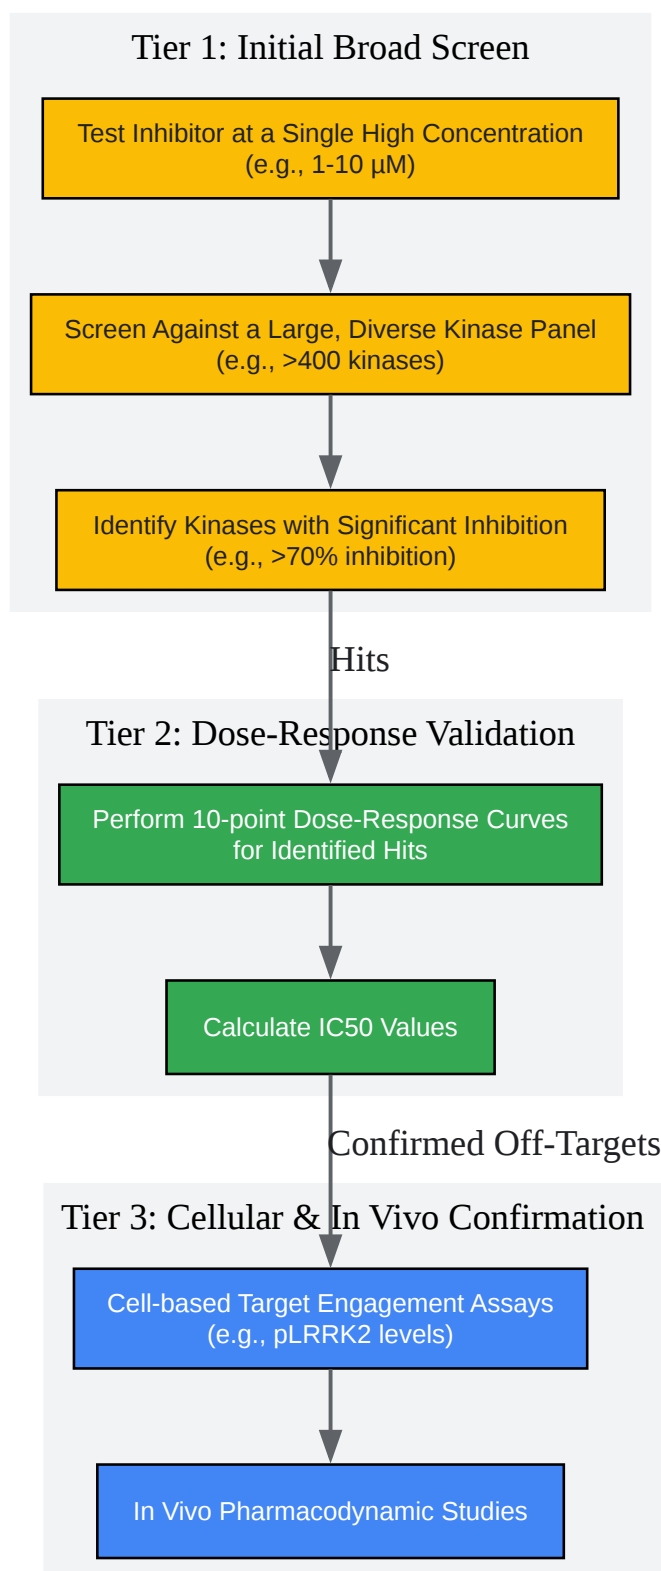 Tier 1: Initial Broad Screen
Test Inhibitor at a Single High Concentration
(e.g., 1-10 µM)
Screen Against a Large, Diverse Kinase Panel
(e.g., >400 kinases)
Identify Kinases with Significant Inhibition
(e.g., >70% inhibition)
Hits
Tier 2: Dose-Response Validation
Perform 10-point Dose-Response Curves
for Identified Hits
Calculate IC50 Values
Confirmed Off-Targets
Tier 3: Cellular & In Vivo Confirmation
Cell-based Target Engagement Assays
(e.g., pLRRK2 levels)
In Vivo Pharmacodynamic Studies